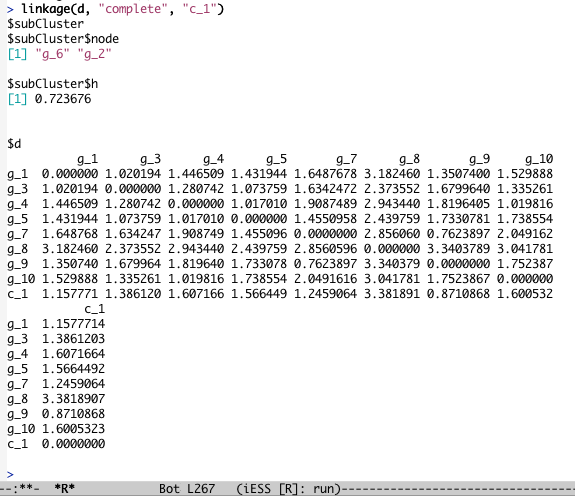 > linkage(d, "complete", "c_1")
$subCluster
$subCluster$node
[1] "g_6" "g_2"

$subCluster$h
[1] 0.723676


$d
         g_1      g_3      g_4      g_5       g_7      g_8       g_9     g_10
g_1  0.000000 1.020194 1.446509 1.431944 1.6487678 3.182460 1.3507400 1.529888
g_3  1.020194 0.000000 1.280742 1.073759 1.6342472 2.373552 1.6799640 1.335261
g_4  1.446509 1.280742 0.000000 1.017010 1.9087489 2.943440 1.8196405 1.019816
g_5  1.431944 1.073759 1.017010 0.000000 1.4550958 2.439759 1.7330781 1.738554
g_7  1.648768 1.634247 1.908749 1.455096 0.0000000 2.856060 0.7623897 2.049162
g_8  3.182460 2.373552 2.943440 2.439759 2.8560596 0.000000 3.3403789 3.041781
g_9  1.350740 1.679964 1.819640 1.733078 0.7623897 3.340379 0.0000000 1.752387
g_10 1.529888 1.335261 1.019816 1.738554 2.0491616 3.041781 1.7523867 0.000000
c_1  1.157771 1.386120 1.607166 1.566449 1.2459064 3.381891 0.8710868 1.600532
          c_1
g_1  1.1577714
g_3  1.3861203
g_4  1.6071664
g_5  1.5664492
g_7  1.2459064
g_8  3.3818907
g_9  0.8710868
g_10 1.6005323
c_1  0.0000000

>
--:**-  *R*            Bot L267   (iESS [R]: run)------------------------------